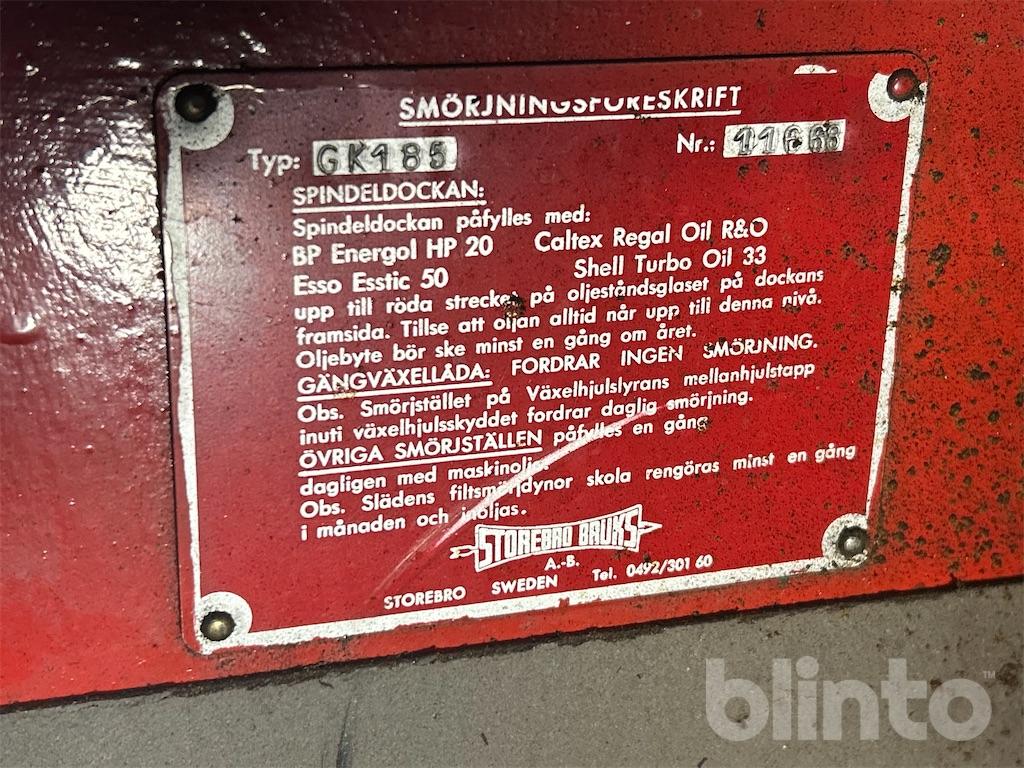 SMÖRJNINGSFÖRESKRIFT
Typ: GK185 Nr.:
SPINDELDOCKAN:
Spindeldockan påfylles med:
BP Energol HP 20 Caltex Regal Oil R&O
Esso Esstic 50 Shell Turbo Oil 33
upp till röda strecket på oljeståndsglaset på dockans
framsida. Tillse att oljan alltid når upp till denna nivå.
Oljebyte bör ske minst en gång om året.
GÄNGVÄXELLÅDA: FORDRAR INGEN SMÖRJNING.
Obs. Smörjstället på Växelhjulslyrans mellanhjulstapp
inuti växelhjulsskyddet fordrar daglig smörjning.
ÖVRIGA SMÖRJSTÄLLEN påfylles en gång
dagligen med maskinolja.
Obs. Slädens filtsmörjdynor skola rengöras minst en gång
i månaden och inoljas.
STOREBRO BRUKS
A.-B.
STOREBRO SWEDEN Tel. 0492/301 60
blinto™